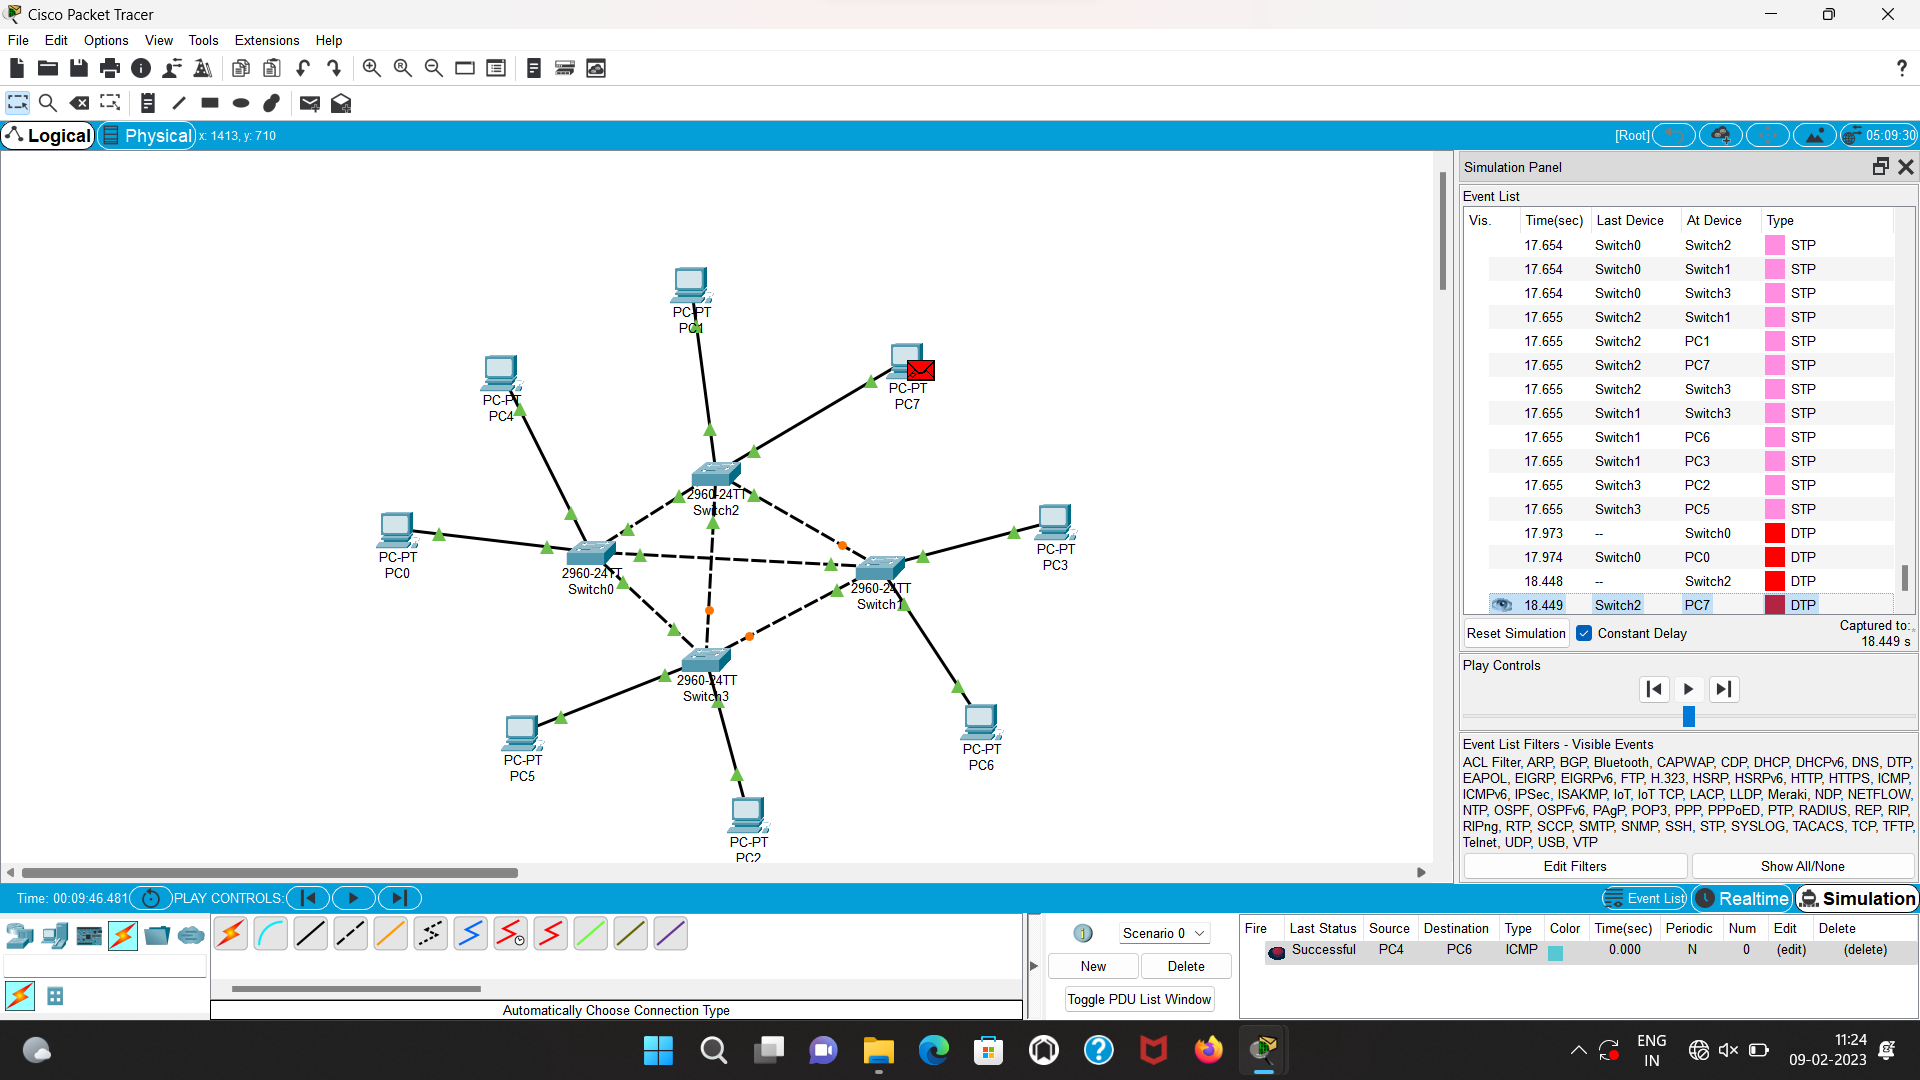 Cisco Packet Tracer
File Edit Options View Tools Extensions Help
?
Logical Physical x: 1413, y: 710 [Root] 05:09:30
PC-PT
PC1
PC-PT
PC7
PC-PT
PC4
2960-24TT
Switch2
PC-PT
PC3
PC-PT
PC0
2960-24TT
Switch0
2960-24TT
Switch1
2960-24TT
Switch3
PC-PT
PC6
PC-PT
PC5
PC-PT
PC2
Simulation Panel
Event List
Vis. Time(sec) Last Device At Device Type
17.654 Switch0 Switch2 STP
17.654 Switch0 Switch1 STP
17.654 Switch0 Switch3 STP
17.655 Switch2 Switch1 STP
17.655 Switch2 PC1 STP
17.655 Switch2 PC7 STP
17.655 Switch2 Switch3 STP
17.655 Switch1 Switch3 STP
17.655 Switch1 PC6 STP
17.655 Switch1 PC3 STP
17.655 Switch3 PC2 STP
17.655 Switch3 PC5 STP
17.973 -- Switch0 DTP
17.974 Switch0 PC0 DTP
18.448 -- Switch2 DTP
18.449 Switch2 PC7 DTP
Reset Simulation Constant Delay Captured to:
18.449 s
Play Controls
Event List Filters - Visible Events
ACL Filter, ARP, BGP, Bluetooth, CAPWAP, CDP, DHCP, DHCPv6, DNS, DTP,
EAPOL, EIGRP, EIGRPv6, FTP, H.323, HSRP, HSRPv6, HTTP, HTTPS, ICMP,
ICMPv6, IPSec, ISAKMP, IoT, IoT TCP, LACP, LLDP, Meraki, NDP, NETFLOW,
NTP, OSPF, OSPFv6, PAgP, POP3, PPP, PPPoED, PTP, RADIUS, REP, RIP,
RIPng, RTP, SCCP, SMTP, SNMP, SSH, STP, SYSLOG, TACACS, TCP, TFTP,
Telnet, UDP, USB, VTP
Edit Filters Show All/None
Time: 00:09:46.481 PLAY CONTROLS: Event List Realtime Simulation
Automatically Choose Connection Type
Scenario 0
New Delete
Toggle PDU List Window
Fire Last Status Source Destination Type Color Time(sec) Periodic Num Edit Delete
Successful PC4 PC6 ICMP 0.000 N 0 (edit) (delete)
ENG
IN
11:24
09-02-2023